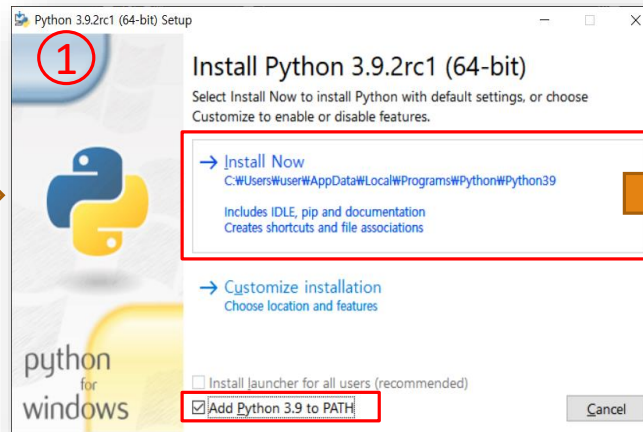 Python 3.9.2rc1 (64-bit) Setup
①
Install Python 3.9.2rc1 (64-bit)
Select Install Now to install Python with default settings, or choose
Customize to enable or disable features.
→ Install Now
C:₩Users₩user₩AppData₩Local₩Programs₩Python₩Python39
Includes IDLE, pip and documentation
Creates shortcuts and file associations
→ Customize installation
Choose location and features
python
for
windows
Install launcher for all users (recommended)
Add Python 3.9 to PATH
Cancel